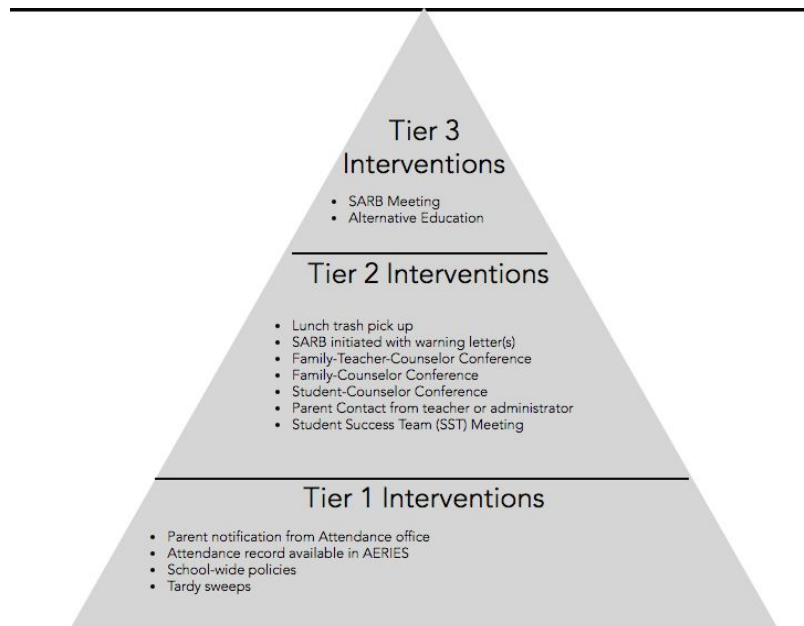 Tier 3
Interventions
• SARB Meeting
• Alternative Education
Tier 2 Interventions
• Lunch trash pick up
• SARB initiated with warning letter(s)
• Family-Teacher-Counselor Conference
• Family-Counselor Conference
• Student-Counselor Conference
• Parent Contact from teacher or administrator
• Student Success Team (SST) Meeting
Tier 1 Interventions
• Parent notification from Attendance office
• Attendance record available in AERIES
• School-wide policies
• Tardy sweeps